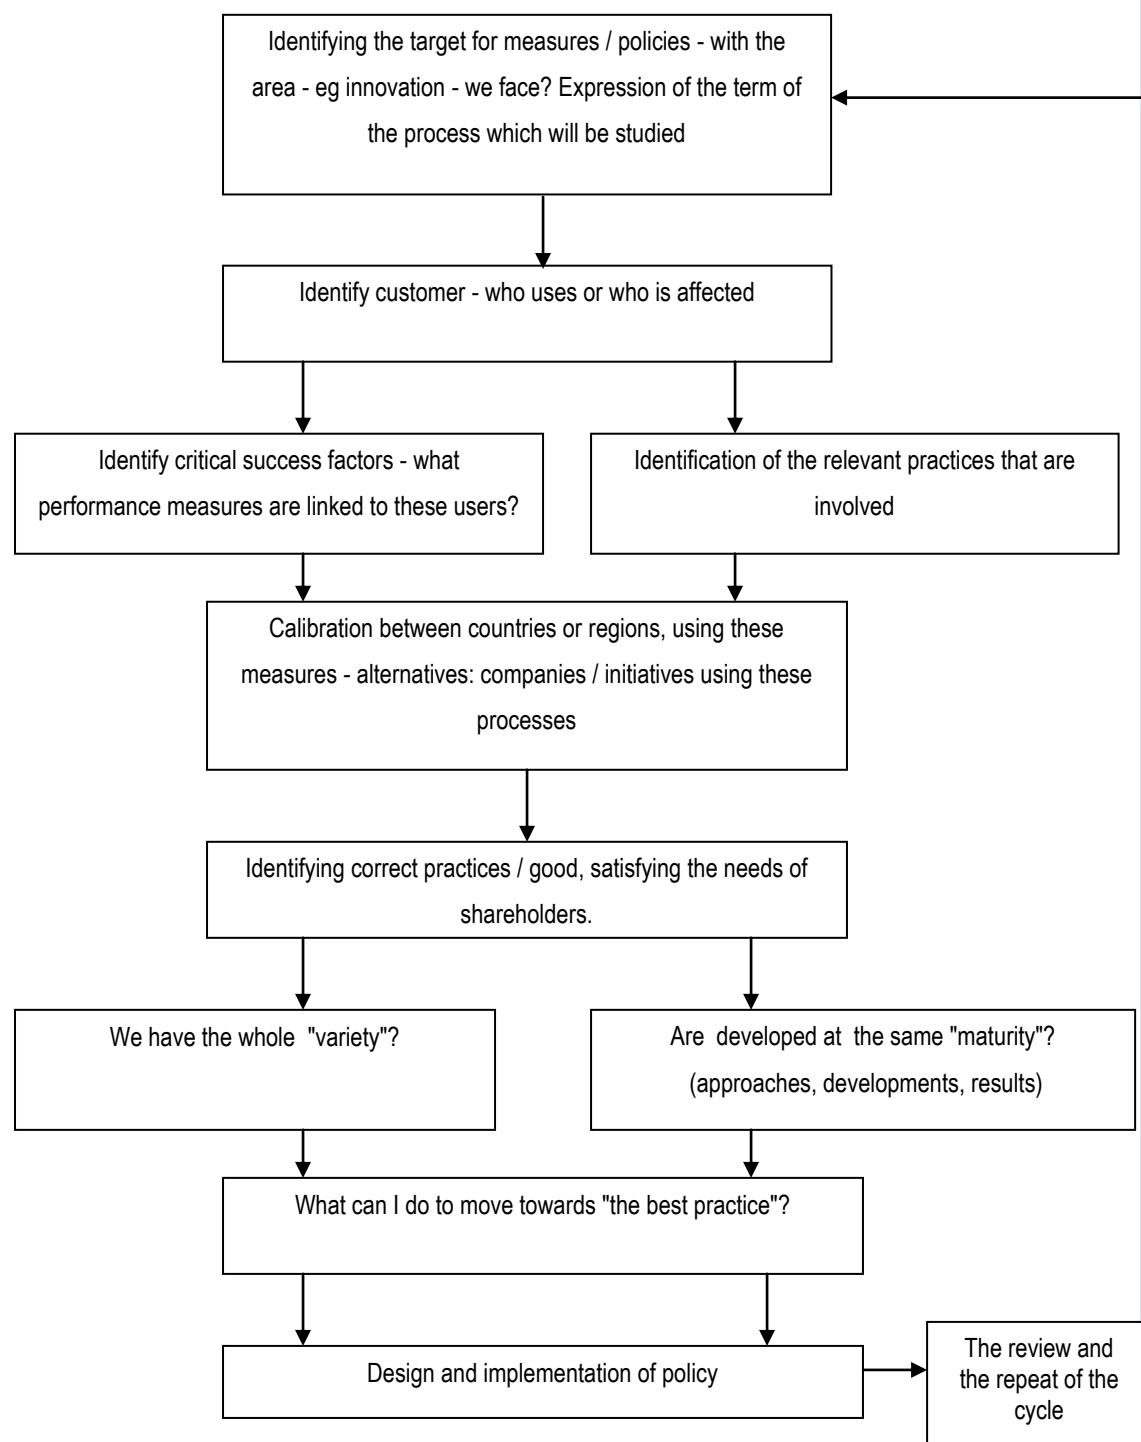 Identifying the target for measures / policies - with the
area - eg innovation - we face? Expression of the term of
the process which will be studied
Identify customer - who uses or who is affected
Identify critical success factors - what
performance measures are linked to these users?
Identification of the relevant practices that are
involved
Calibration between countries or regions, using these
measures - alternatives: companies / initiatives using these
processes
Identifying correct practices / good, satisfying the needs of
shareholders.
We have the whole "variety"?
Are developed at the same "maturity"?
(approaches, developments, results)
What can I do to move towards "the best practice"?
Design and implementation of policy
The review and
the repeat of the
cycle